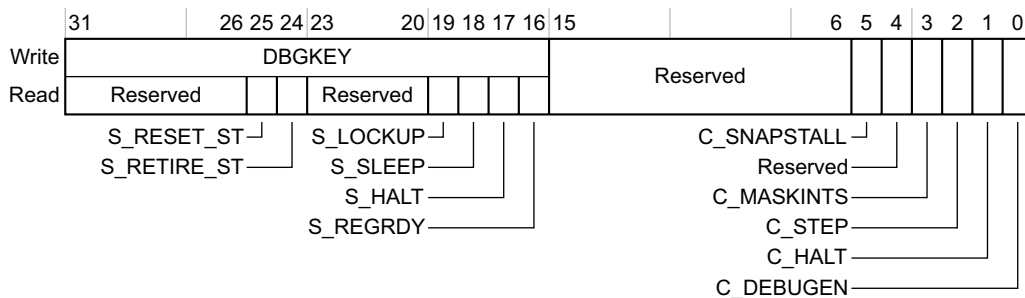 31 26 25 24 23 20 19 18 17 16 15 6 5 4 3 2 1 0
Write DBGKEY Reserved
Read Reserved Reserved
S_RESET_ST S_LOCKUP C_SNAPSTALL
S_RETIRE_ST S_SLEEP Reserved
S_HALT C_MASKINTS
S_REGRDY C_STEP
C_HALT
C_DEBUGEN